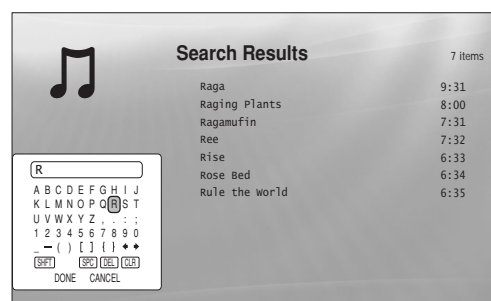 Search Results
7 items
Raga 9:31
Raging Plants 8:00
Ragamufin 7:31
Ree 7:32
Rise 6:33
Rose Bed 6:34
Rule the World 6:35
R
A B C D E F G H I J
K L M N O P Q R S T
U V W X Y Z , . : ;
1 2 3 4 5 6 7 8 9 0
_ – ( ) [ ] { }
SHFT SPC DEL CLR
DONE CANCEL